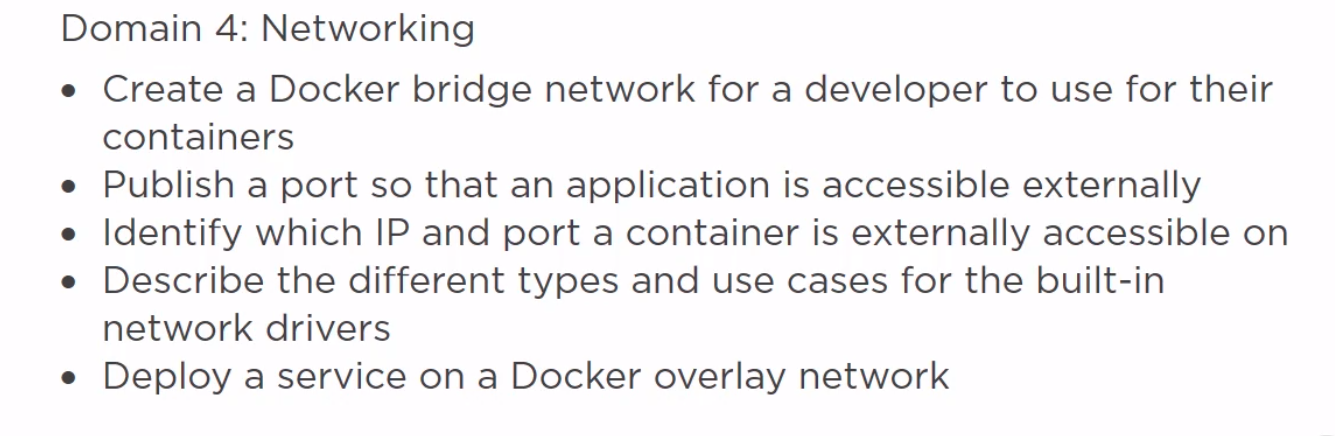 Domain 4: Networking
• Create a Docker bridge network for a developer to use for their
containers
• Publish a port so that an application is accessible externally
• Identify which IP and port a container is externally accessible on
• Describe the different types and use cases for the built-in
network drivers
• Deploy a service on a Docker overlay network